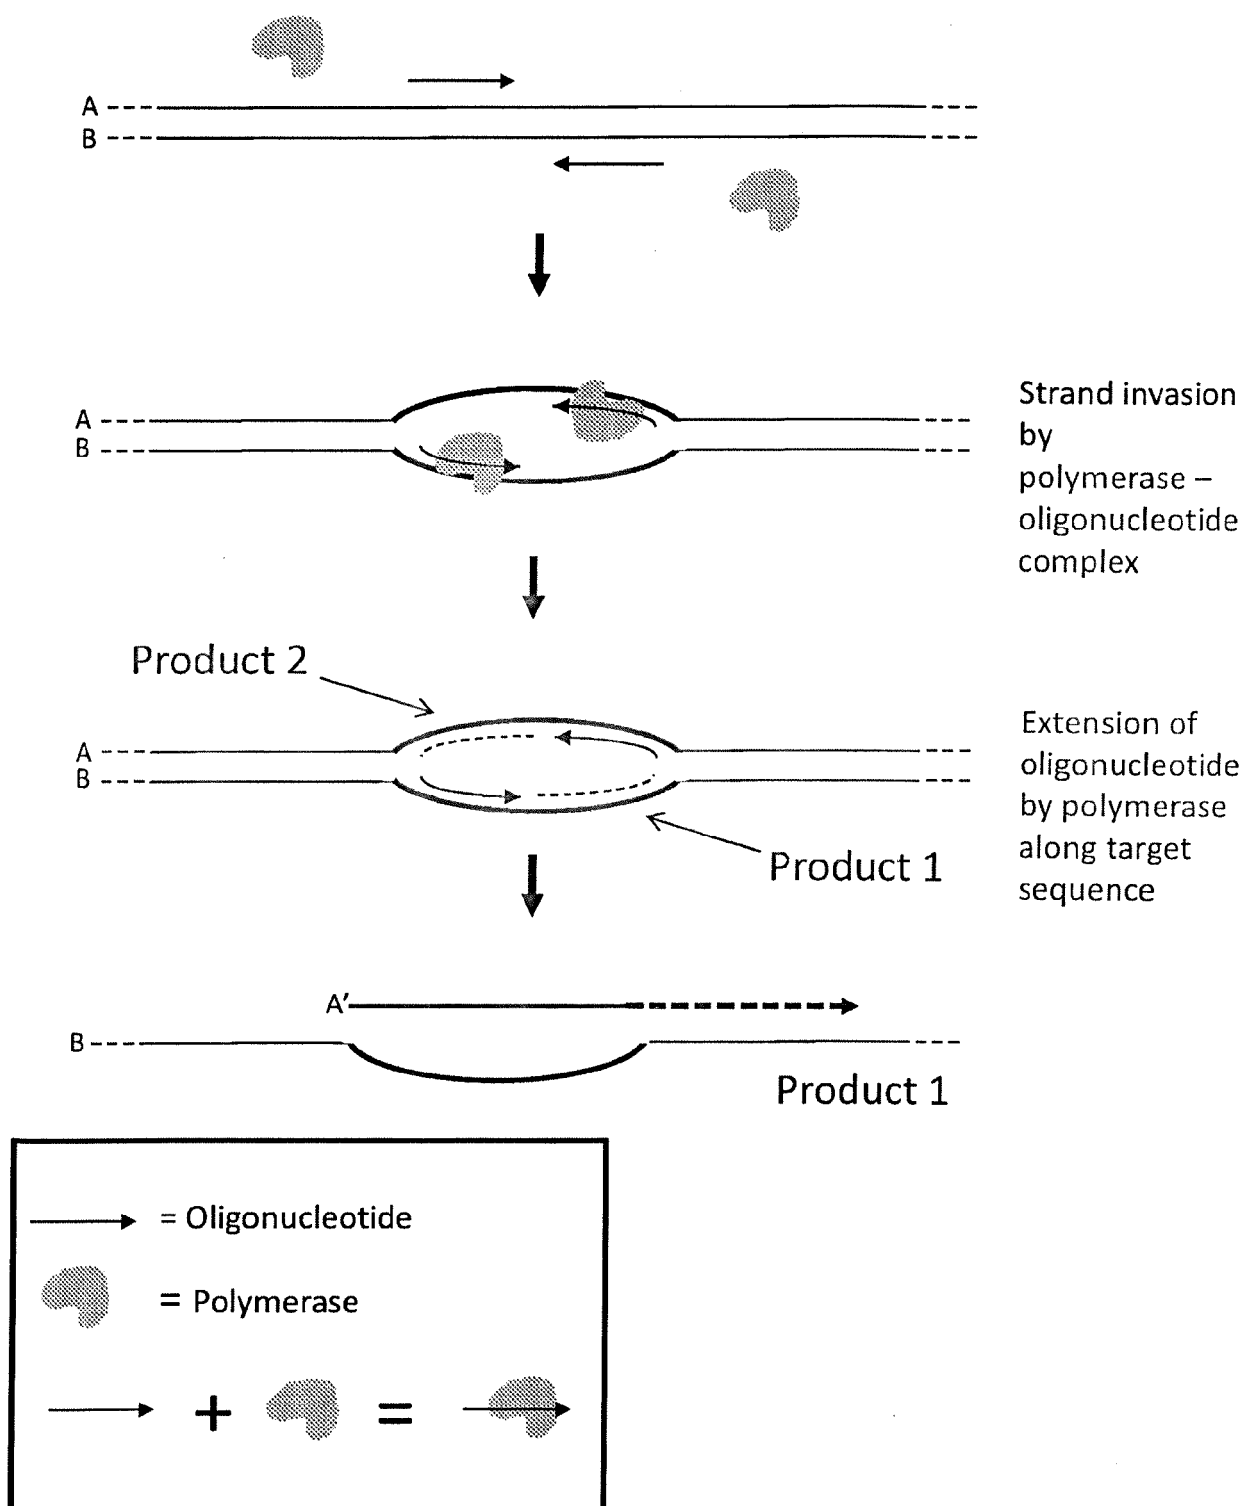 A
B
A
B
Strand invasion
by
polymerase –
oligonucleotide
complex
Product 2
A
B
Extension of
oligonucleotide
by polymerase
along target
sequence
Product 1
A'
B
Product 1
= Oligonucleotide
= Polymerase
+ =